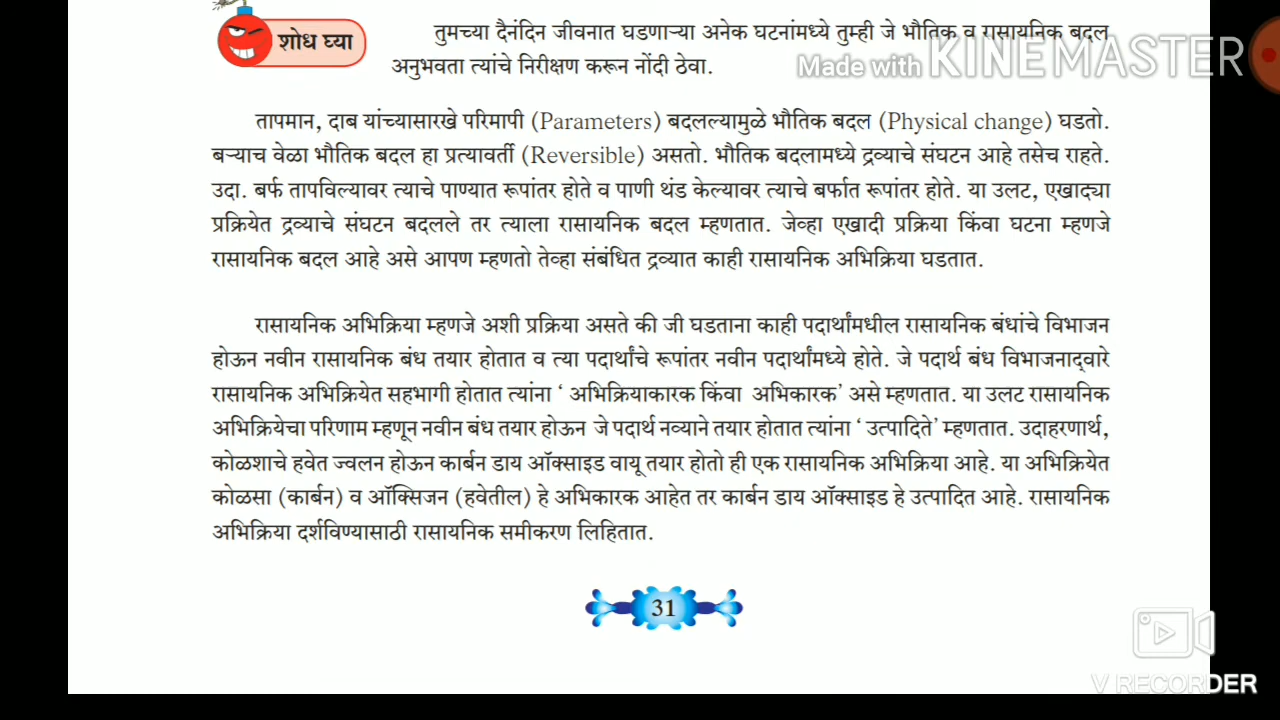 शोध घ्या
तुमच्या दैनंदिन जीवनात घडणाऱ्या अनेक घटनांमध्ये तुम्ही जे भौतिक व रासायनिक बदल
अनुभवता त्यांचे निरीक्षण करून नोंदी ठेवा.
Made with KINEMASTER
तापमान, दाब यांच्यासारखे परिमापी (Parameters) बदलल्यामुळे भौतिक बदल (Physical change) घडतो.
बऱ्याच वेळा भौतिक बदल हा प्रत्यावर्ती (Reversible) असतो. भौतिक बदलामध्ये द्रव्याचे संघटन आहे तसेच राहते.
उदा. बर्फ तापविल्यावर त्याचे पाण्यात रूपांतर होते व पाणी थंड केल्यावर त्याचे बर्फात रूपांतर होते. या उलट, एखाद्या
प्रक्रियेत द्रव्याचे संघटन बदलले तर त्याला रासायनिक बदल म्हणतात. जेव्हा एखादी प्रक्रिया किंवा घटना म्हणजे
रासायनिक बदल आहे असे आपण म्हणतो तेव्हा संबंधित द्रव्यात काही रासायनिक अभिक्रिया घडतात.
रासायनिक अभिक्रिया म्हणजे अशी प्रक्रिया असते की जी घडताना काही पदार्थांमधील रासायनिक बंधांचे विभाजन
होऊन नवीन रासायनिक बंध तयार होतात व त्या पदार्थांचे रूपांतर नवीन पदार्थांमध्ये होते. जे पदार्थ बंध विभाजनाद्‍वारे
रासायनिक अभिक्रियेत सहभागी होतात त्यांना ‘ अभिक्रियाकारक किंवा अभिकारक’ असे म्हणतात. या उलट रासायनिक
अभिक्रियेचा परिणाम म्हणून नवीन बंध तयार होऊन जे पदार्थ नव्याने तयार होतात त्यांना ‘ उत्पादिते’ म्हणतात. उदाहरणार्थ,
कोळशाचे हवेत ज्वलन होऊन कार्बन डाय ऑक्साइड वायू तयार होतो ही एक रासायनिक अभिक्रिया आहे. या अभिक्रियेत
कोळसा (कार्बन) व ऑक्सिजन (हवेतील) हे अभिकारक आहेत तर कार्बन डाय ऑक्साइड हे उत्पादित आहे. रासायनिक
अभिक्रिया दर्शविण्यासाठी रासायनिक समीकरण लिहितात.
31
V RECORDER